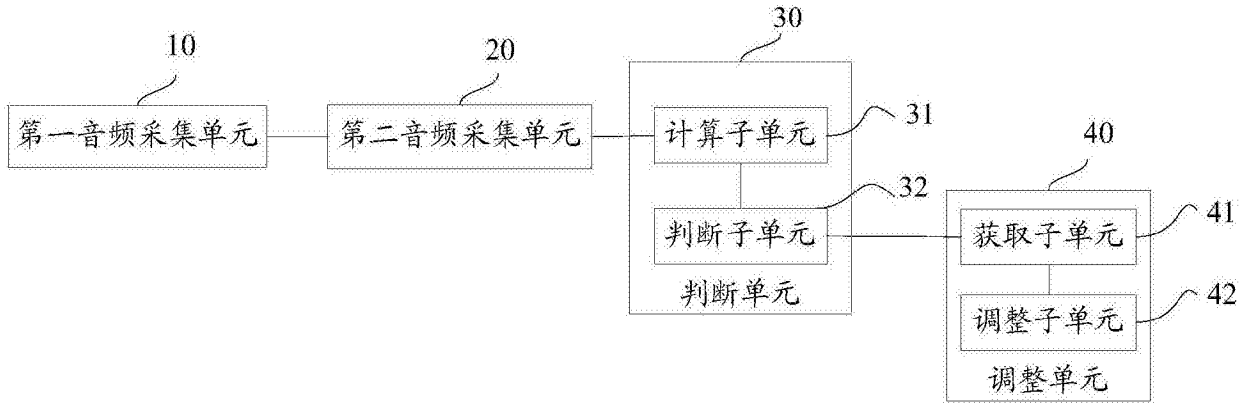 10
第一音频采集单元
20
第二音频采集单元
30
计算子单元
31
判断子单元
32
判断单元
40
获取子单元
41
调整子单元
42
调整单元